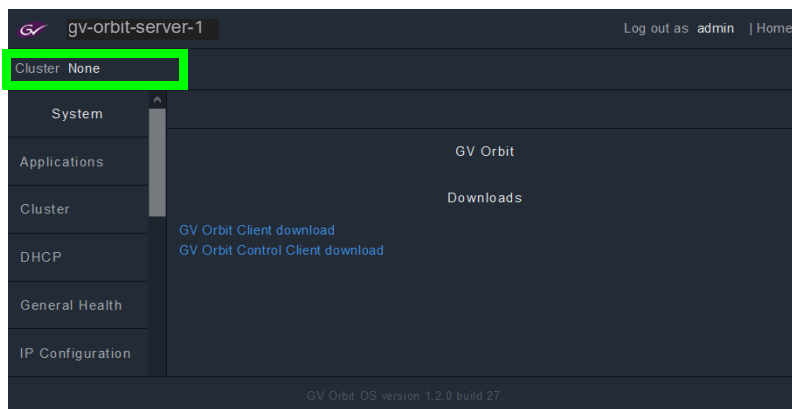 GV gv-orbit-server-1 Log out as admin | Home
Cluster None
System
Applications
Cluster
DHCP
General Health
IP Configuration
GV Orbit
Downloads
GV Orbit Client download
GV Orbit Control Client download
GV Orbit OS version 1.2.0 build 27.